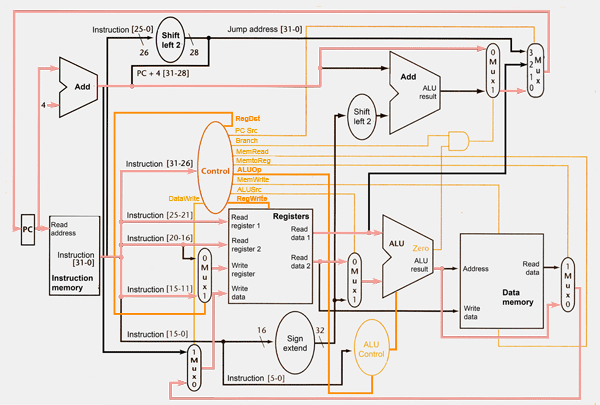 Instruction [25-0]
Shift
left 2
Jump address [31-0]
26
28
PC + 4 [31-28]
Add
4
Add
ALU
result
0
M
u
x
1
3
2
1
0
M
u
x
Shift
left 2
RegDst
PC Src
Branch
MemRead
MemtoReg
ALUOp
MemWrite
ALUSrc
RegWrite
Control
DataWrite
Instruction [31-26]
PC
Read
address
Instruction
[31-0]
Instruction
memory
Instruction [25-21]
Instruction [20-16]
Instruction [15-11]
Instruction [15-0]
0
M
u
x
1
Read
register 1
Read
register 2
Write
register
Write
data
Registers
Read
data 1
Read
data 2
0
M
u
x
1
ALU
Zero
ALU
result
Address
Write
data
Read
data
Data
memory
1
M
u
x
0
16
Sign
extend
32
ALU
Control
Instruction [5-0]
1
M
u
x
0